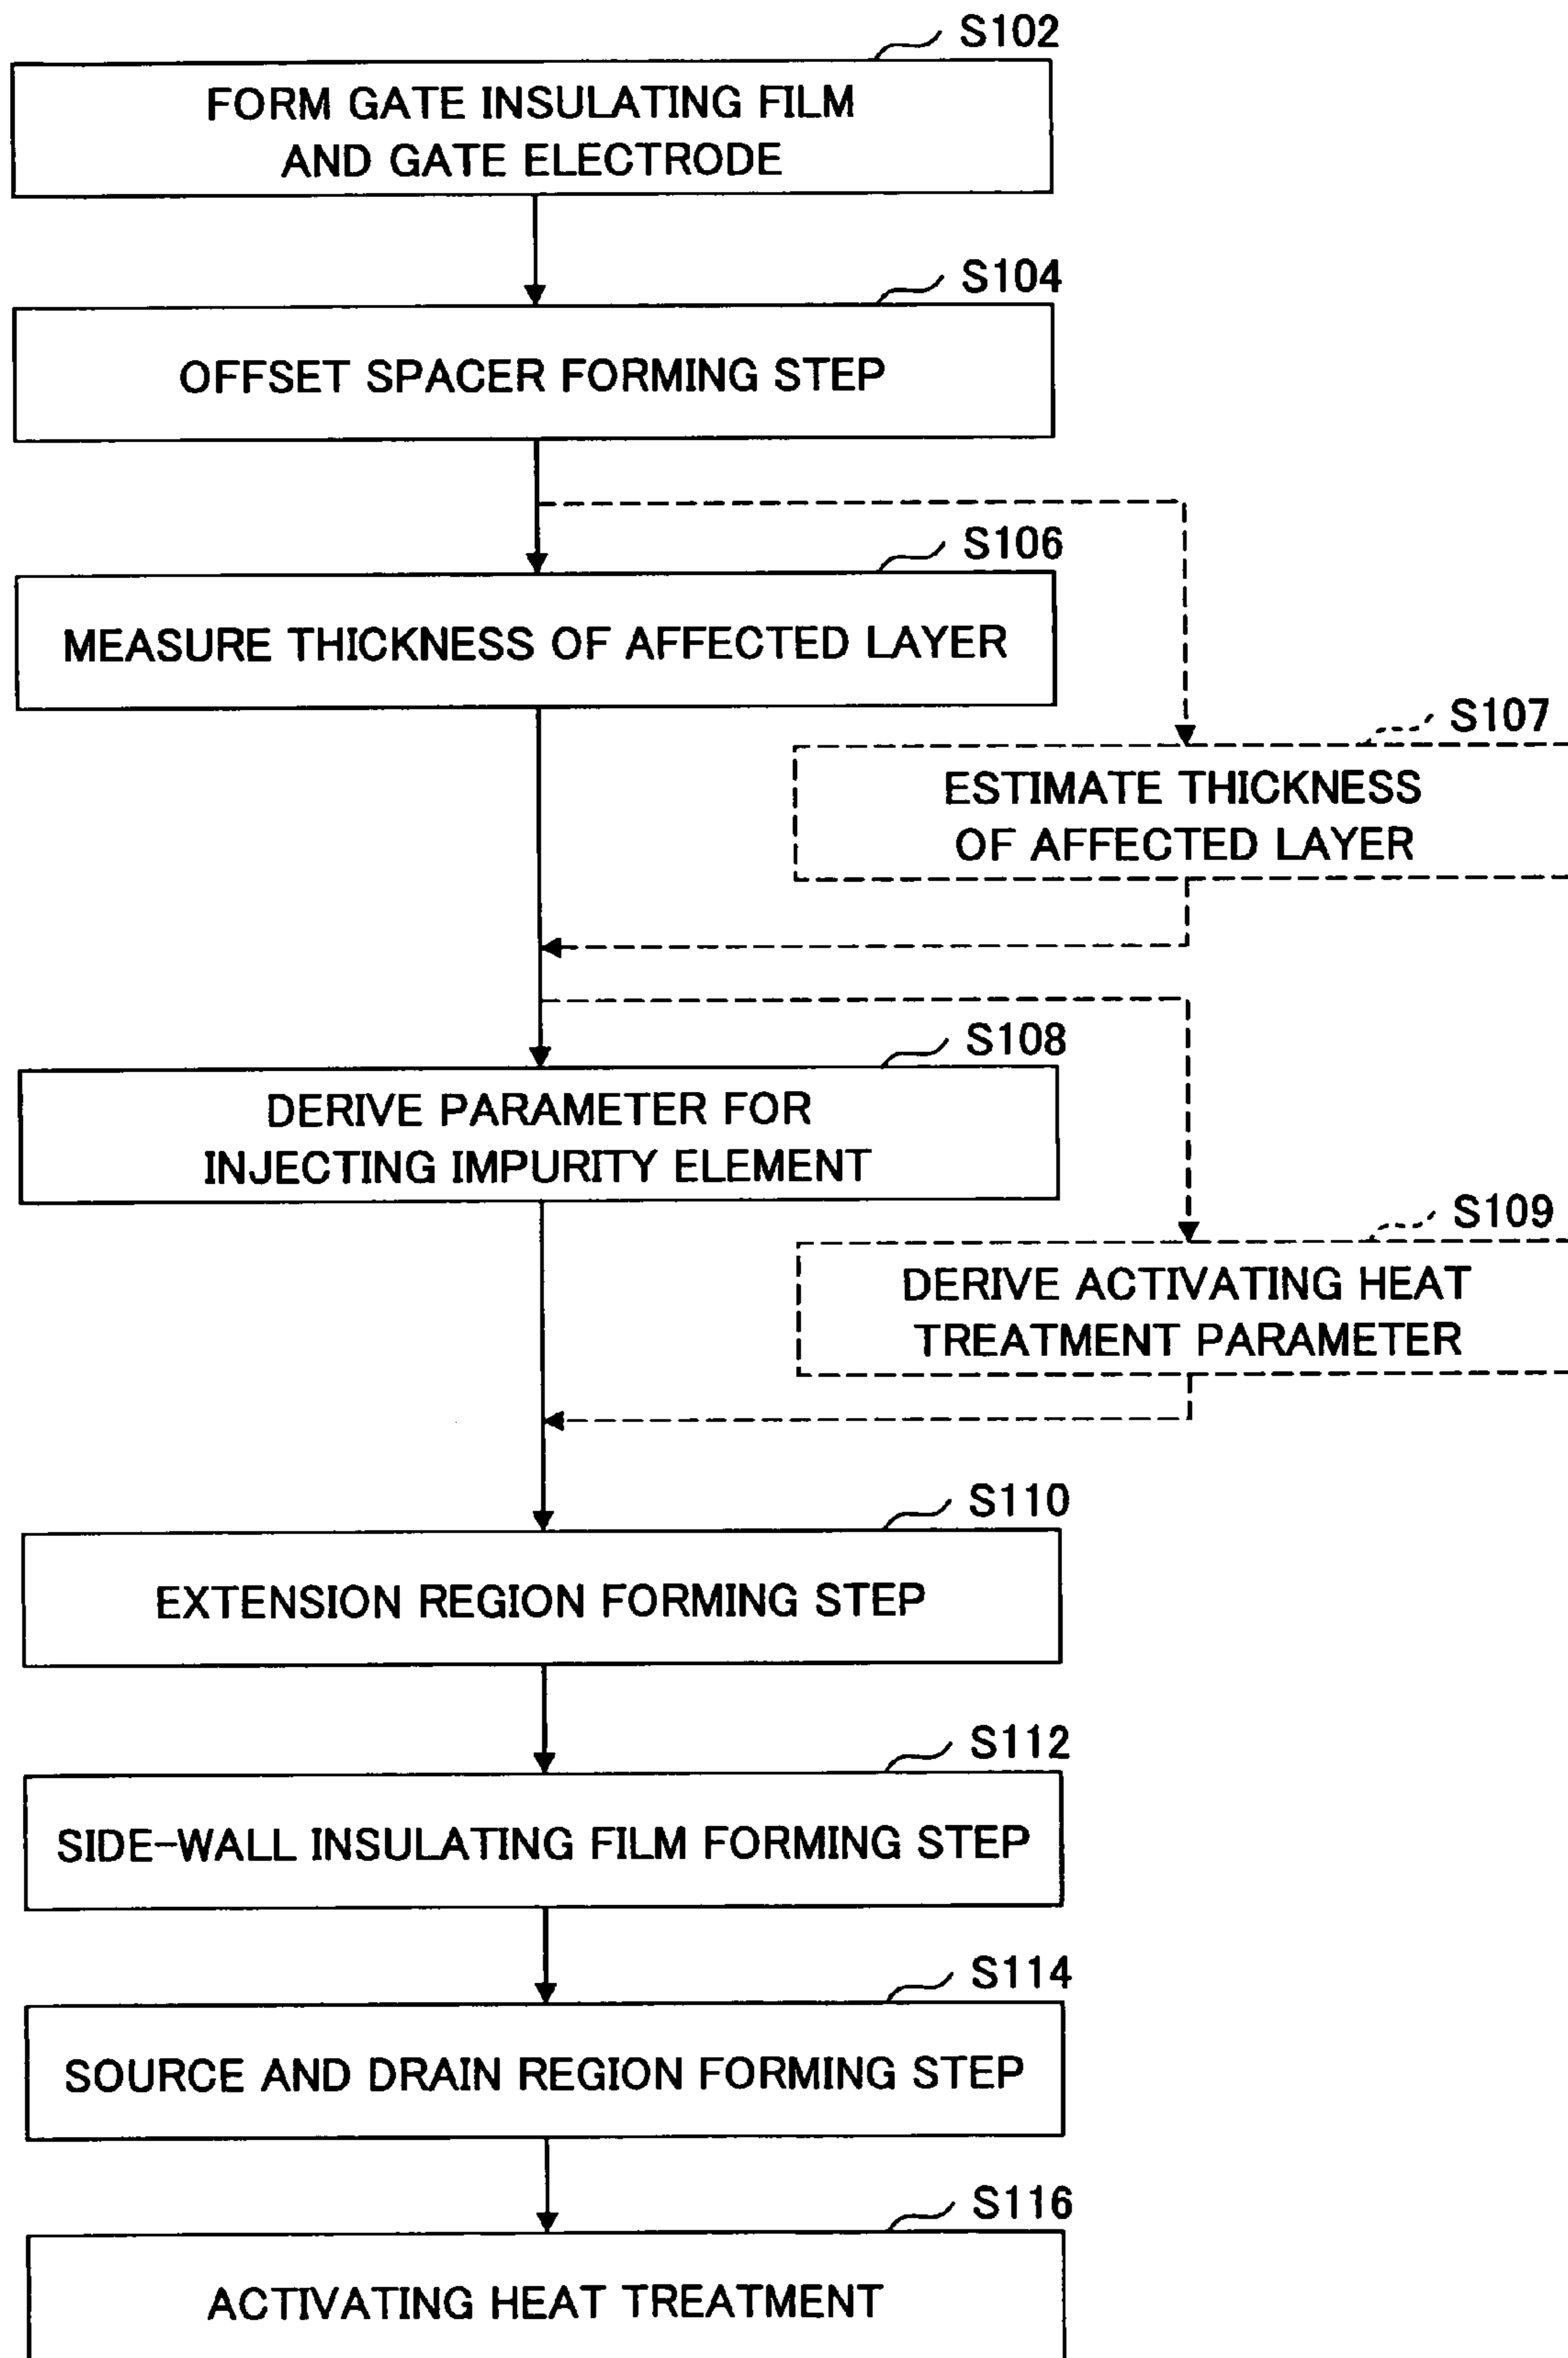 S102
FORM GATE INSULATING FILM
AND GATE ELECTRODE
S104
OFFSET SPACER FORMING STEP
S106
MEASURE THICKNESS OF AFFECTED LAYER
S107
ESTIMATE THICKNESS
OF AFFECTED LAYER
S108
DERIVE PARAMETER FOR
INJECTING IMPURITY ELEMENT
S109
DERIVE ACTIVATING HEAT
TREATMENT PARAMETER
S110
EXTENSION REGION FORMING STEP
S112
SIDE-WALL INSULATING FILM FORMING STEP
S114
SOURCE AND DRAIN REGION FORMING STEP
S116
ACTIVATING HEAT TREATMENT